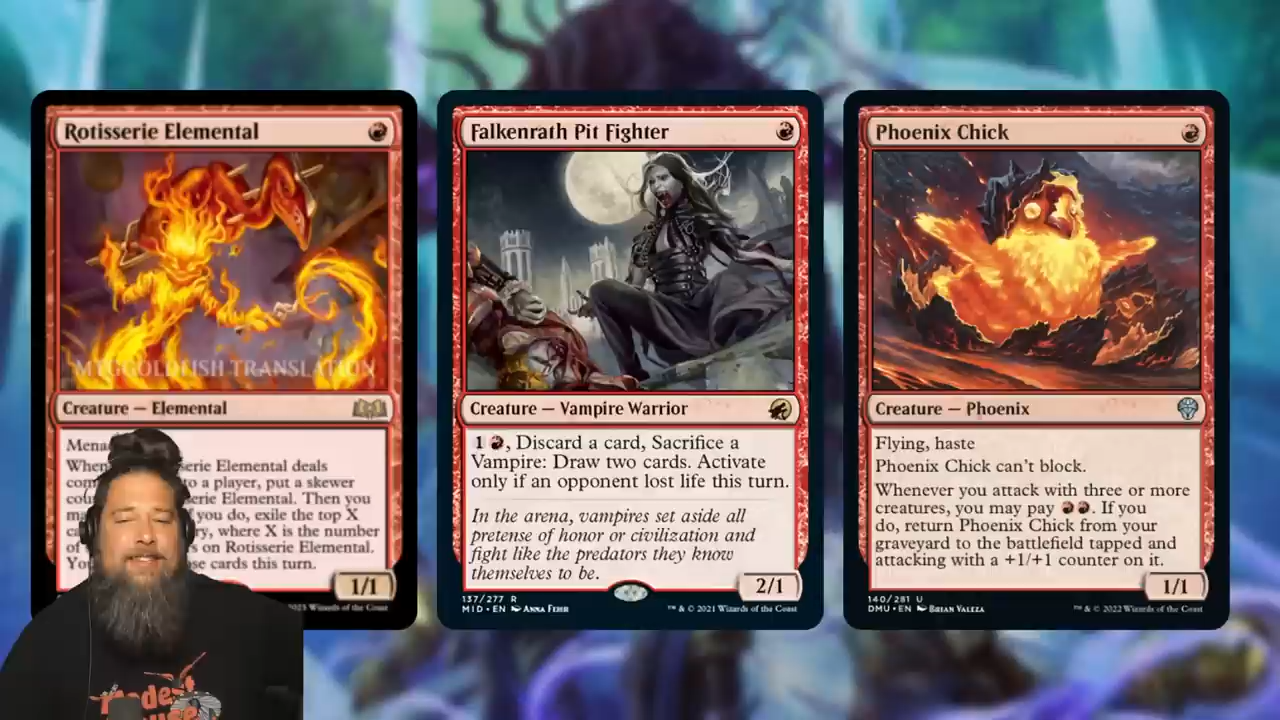 Rotisserie Elemental
MTGGOLDFISH TRANSLATION
Creature — Elemental
serie Elemental deals
to a player, put a skewer
serie Elemental. Then you
f you do, exile the top X
ry, where X is the number
on Rotisserie Elemental.
se cards this turn.
1/1
2023 Wizards of the Coast
Falkenrath Pit Fighter
Creature — Vampire Warrior
1 , Discard a card, Sacrifice a
Vampire: Draw two cards. Activate
only if an opponent lost life this turn.
In the arena, vampires set aside all
pretense of honor or civilization and
fight like the predators they know
themselves to be.
2/1
137/277 R
MID • EN Anna Fehr
™ & © 2021 Wizards of the Coast
Phoenix Chick
Creature — Phoenix
Flying, haste
Phoenix Chick can't block.
Whenever you attack with three or more
creatures, you may pay . If you
do, return Phoenix Chick from your
graveyard to the battlefield tapped and
attacking with a +1/+1 counter on it.
1/1
140/281 U
DMU • EN Brian Valeza
™ & © 2022 Wizards of the Coast